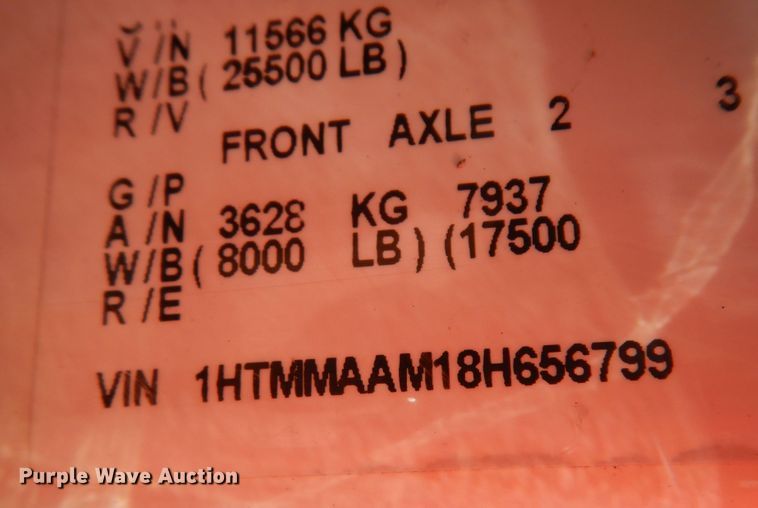 V /N 11566 KG
W/B ( 25500 LB )
R /V
FRONT AXLE 2 3
G /P
A /N 3628 KG 7937
W/B ( 8000 LB ) (17500
R /E
VIN 1HTMMAAM18H656799
Purple Wave Auction